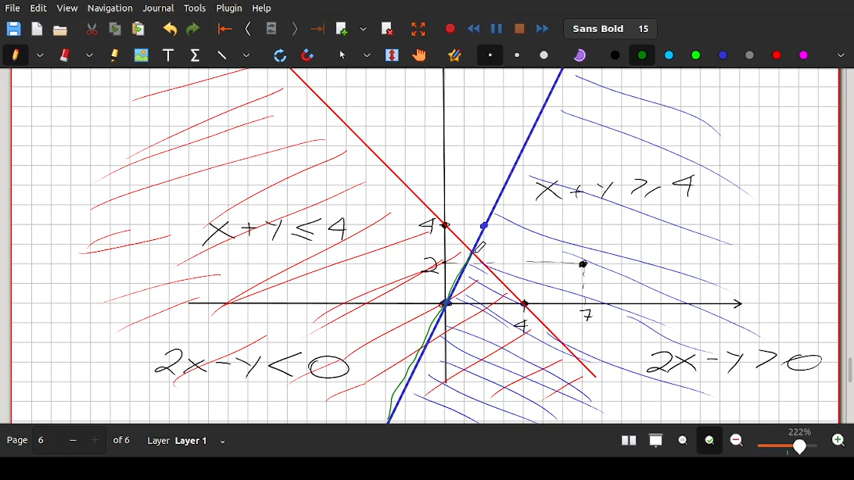 File Edit View Navigation Journal Tools Plugin Help
Sans Bold 15
x + y ≥ 4
x + y ≤ 4
4
2
4
7
2x - y < 0
2x - y > 0
Page 6 of 6 Layer Layer 1
222%